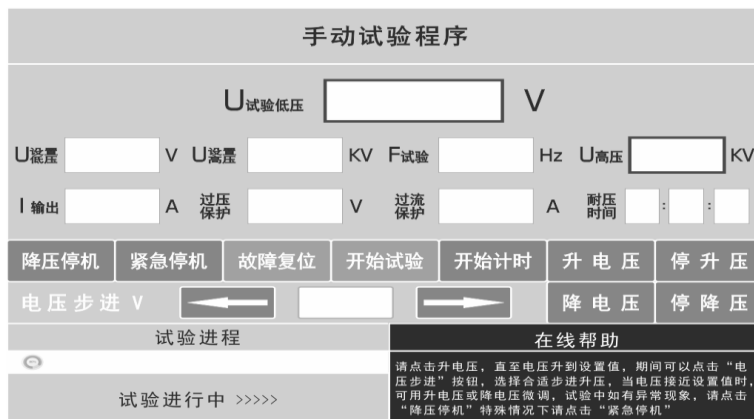 手动试验程序
U试验低压 V
U低压设置 V U高压设置 KV F试验 Hz U高压 KV
I 输出 A 过压保护 V 过流保护 A 耐压时间 : :
降压停机 紧急停机 故障复位 开始试验 开始计时 升电压 停升压
电压步进 V 降电压 停降压
试验进程 在线帮助
试验进行中 >>>>>
请点击升电压，直至电压升到设置值，期间可以点击“电
压步进”按钮，选择合适步进升压，当电压接近设置值时，
可用升电压或降电压微调，试验中如有异常现象，请点击
“降压停机”特殊情况下请点击“紧急停机”